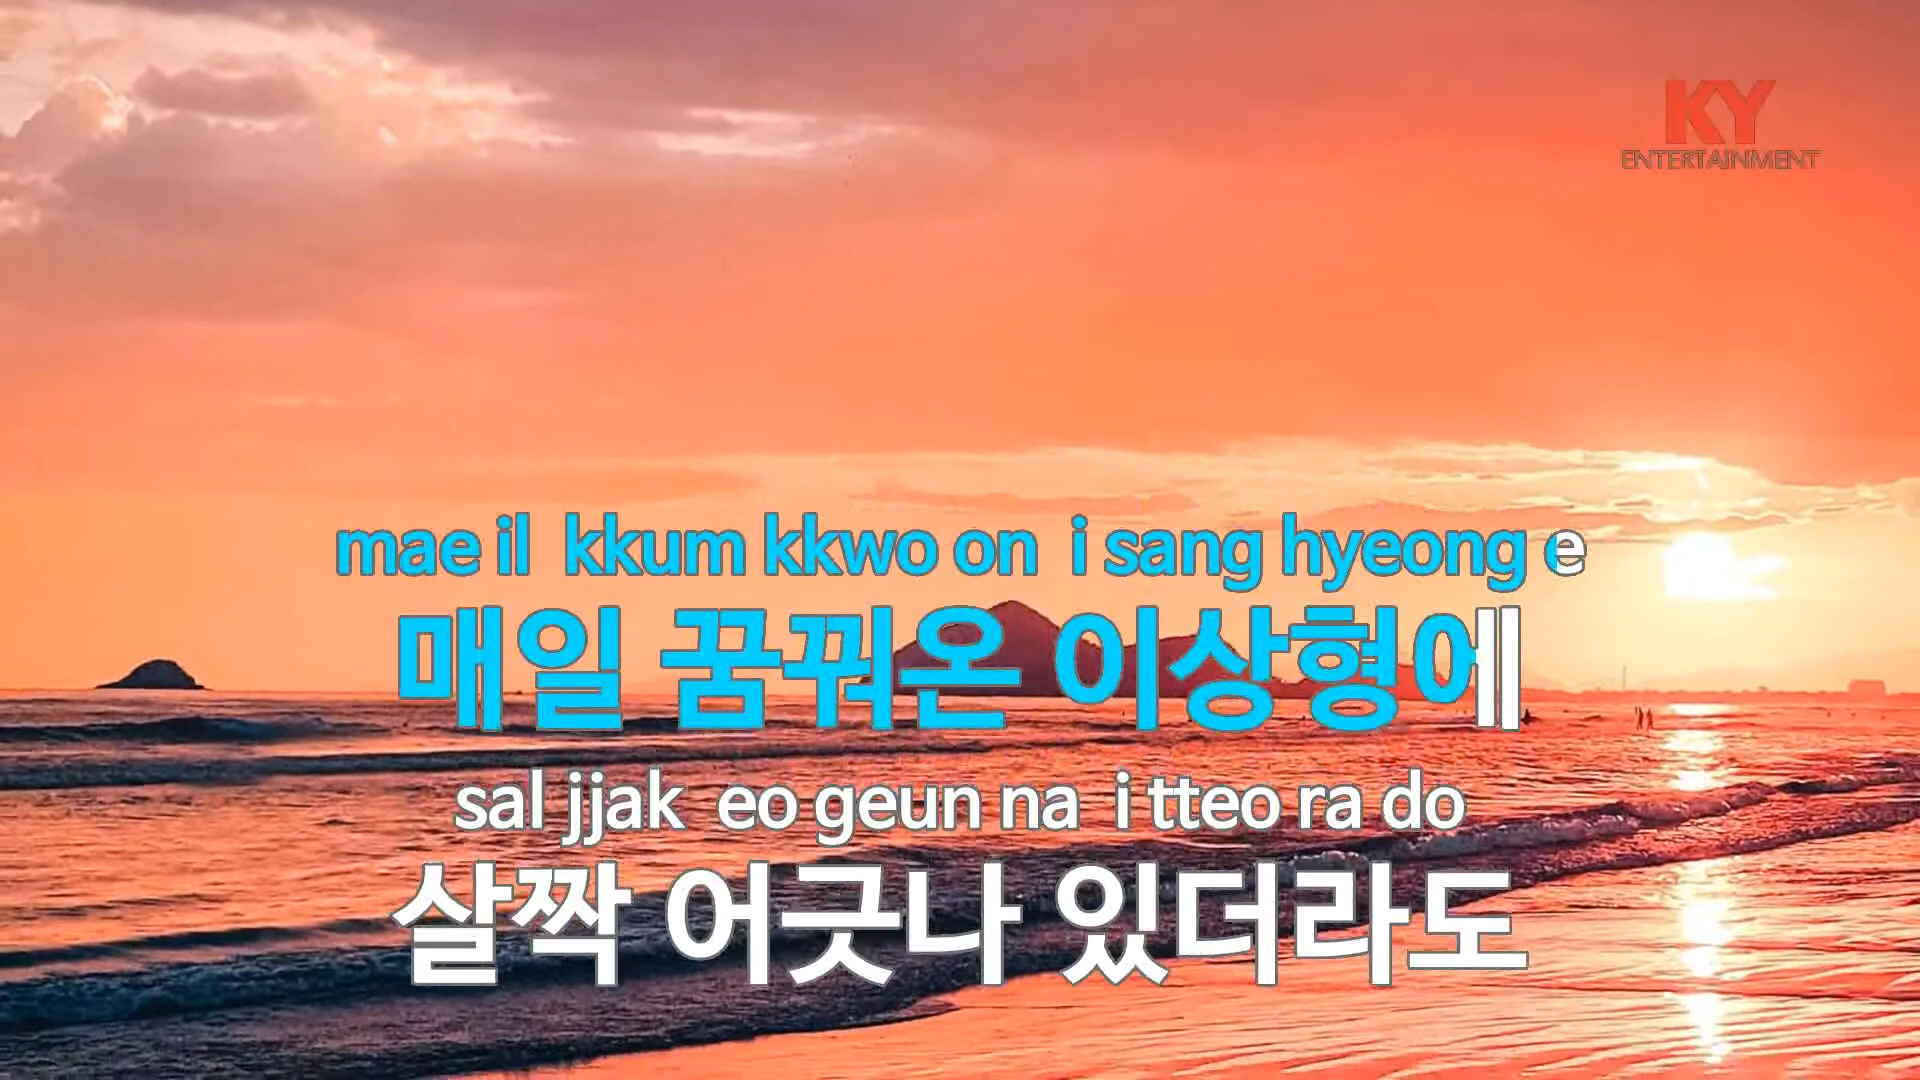 KY
ENTERTAINMENT
mae il kkum kkwo on i sang hyeong e
매일 꿈꿔온 이상형에
sal jjak eo geun na i tteo ra do
살짝 어긋나 있더라도